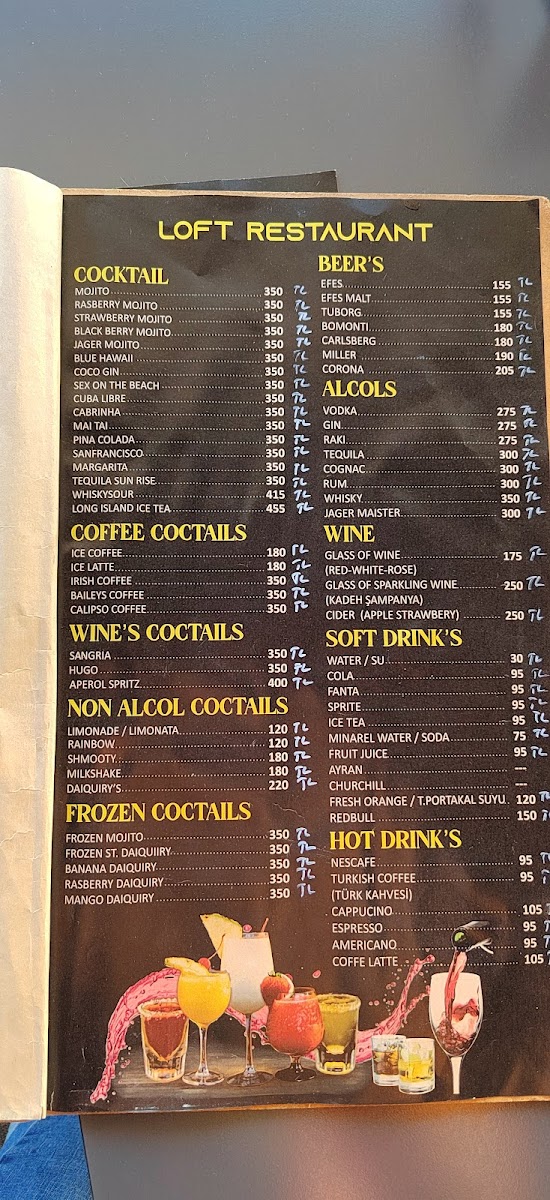 LOFT RESTAURANT
COCKTAIL
MOJITO 350 TL
RASBERRY MOJITO 350 TL
STRAWBERRY MOJITO 350 TL
BLACK BERRY MOJITO 350 TL
JAGER MOJITO 350 TL
BLUE HAWAII 350 TL
COCO GIN 350 TL
SEX ON THE BEACH 350 TL
CUBA LIBRE 350 TL
CABRINHA 350 TL
MAI TAI 350 TL
PINA COLADA 350 TL
SANFRANCISCO 350 TL
MARGARITA 350 TL
TEQUILA SUN RISE 350 TL
WHISKYSOUR 415 TL
LONG ISLAND ICE TEA 455 TL
COFFEE COCTAILS
ICE COFFEE 180 TL
ICE LATTE 180 TL
IRISH COFFEE 350 TL
BAILEYS COFFEE 350 TL
CALIPSO COFFEE 350 TL
WINE'S COCTAILS
SANGRIA 350 TL
HUGO 350 TL
APEROL SPRITZ 400 TL
NON ALCOL COCTAILS
LIMONADE / LIMONATA 120 TL
RAINBOW 120 TL
SHMOOTY 180 TL
MILKSHAKE 180 TL
DAIQUIRY'S 220 TL
FROZEN COCTAILS
FROZEN MOJITO 350 TL
FROZEN ST. DAIQUIIRY 350 TL
BANANA DAIQUIRY 350 TL
RASBERRY DAIQUIRY 350 TL
MANGO DAIQUIRY 350 TL
BEER'S
EFES 155 TL
EFES MALT 155 TL
TUBORG 155 TL
BOMONTI 180 TL
CARLSBERG 180 TL
MILLER 190 TL
CORONA 205 TL
ALCOLS
VODKA 275 TL
GIN 275 TL
RAKI 275 TL
TEQUILA 300 TL
COGNAC 300 TL
RUM 300 TL
WHISKY 350 TL
JAGER MAISTER 300 TL
WINE
GLASS OF WINE 175 TL
(RED-WHITE-ROSE)
GLASS OF SPARKLING WINE 250 TL
(KADEH ŞAMPANYA)
CIDER (APPLE STRAWBERY) 250 TL
SOFT DRINK'S
WATER / SU 30 TL
COLA 95 TL
FANTA 95 TL
SPRITE 95 TL
ICE TEA 95 TL
MINAREL WATER / SODA 75 TL
FRUIT JUICE 95 TL
AYRAN ---
CHURCHILL ---
FRESH ORANGE / T.PORTAKAL SUYU 120 TL
REDBULL 150
HOT DRINK'S
NESCAFE 95
TURKISH COFFEE 95
(TÜRK KAHVESİ)
CAPPUCINO 105
ESPRESSO 95
AMERICANO 95
COFFE LATTE 105